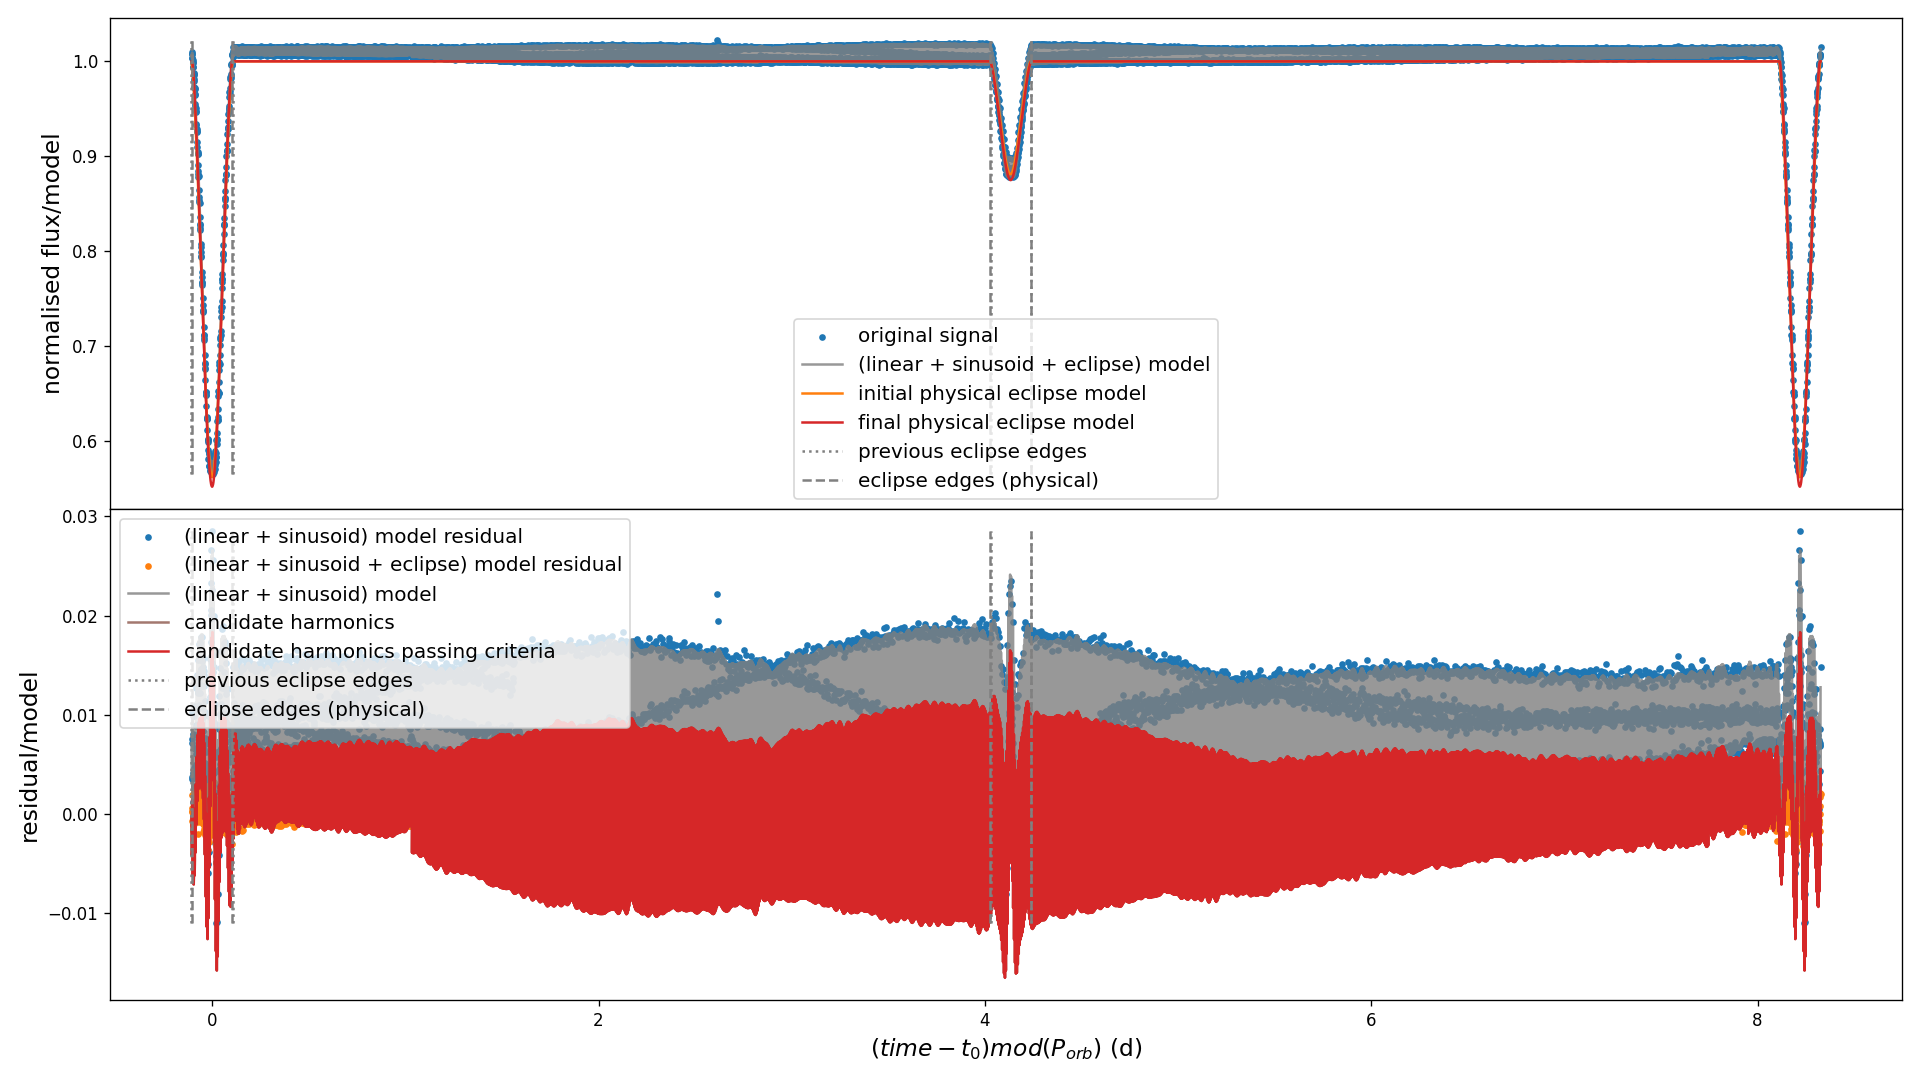 normalised flux/model
1.0
0.9
0.8
0.7
0.6
original signal
(linear + sinusoid + eclipse) model
initial physical eclipse model
final physical eclipse model
previous eclipse edges
eclipse edges (physical)
residual/model
0.03
0.02
0.01
0.00
−0.01
(linear + sinusoid) model residual
(linear + sinusoid + eclipse) model residual
(linear + sinusoid) model
candidate harmonics
candidate harmonics passing criteria
previous eclipse edges
eclipse edges (physical)
0 2 4 6 8
(time − t₀)mod(Pₒᵣb) (d)